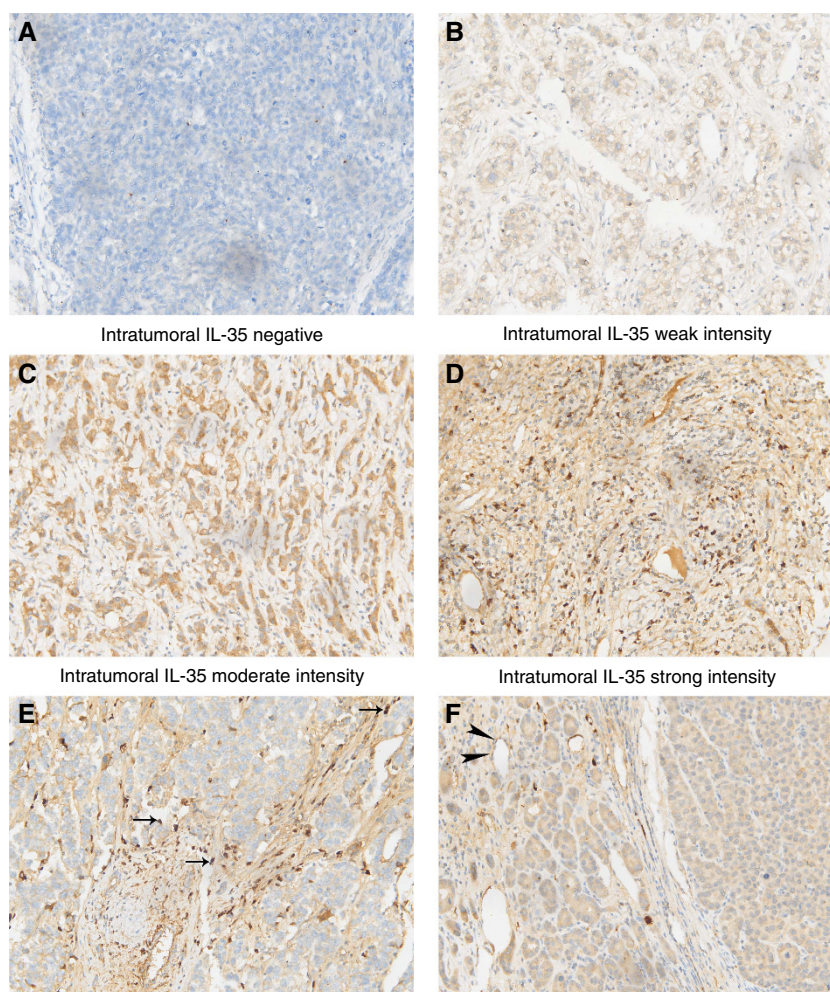 A
B
Intratumoral IL-35 negative
Intratumoral IL-35 weak intensity
C
D
Intratumoral IL-35 moderate intensity
Intratumoral IL-35 strong intensity
E
F